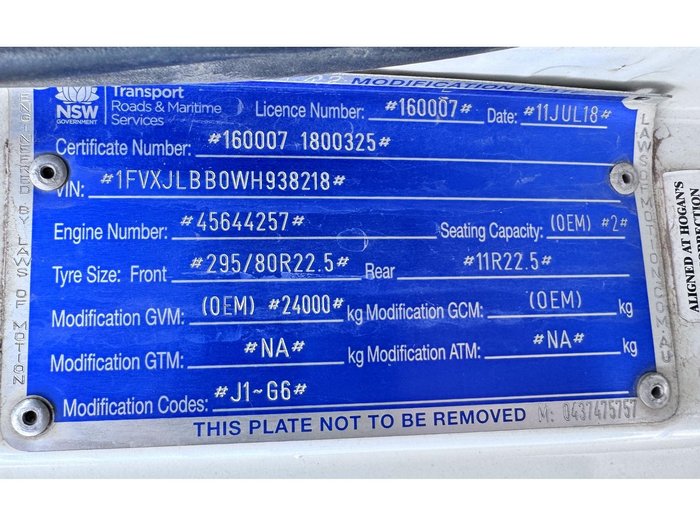 MODIFICATION PLATE
Transport
Roads & Maritime
Services
NSW
GOVERNMENT
Licence Number: #160007# Date: #11JUL18#
Certificate Number: #160007 1800325#
VIN: #1FVXJLBB0WH938218#
Engine Number: #45644257# Seating Capacity: (OEM) #2#
Tyre Size: Front #295/80R22.5# Rear #11R22.5#
Modification GVM: (OEM) #24000# kg Modification GCM: (OEM) kg
Modification GTM: #NA# kg Modification ATM: #NA# kg
Modification Codes: #J1~G6#
THIS PLATE NOT TO BE REMOVED M: 0437475757
ENGINEERED BY LAWS OF MOTION
LAWSOFMOTION.COM.AU
ALIGNED AT HOGAN'S